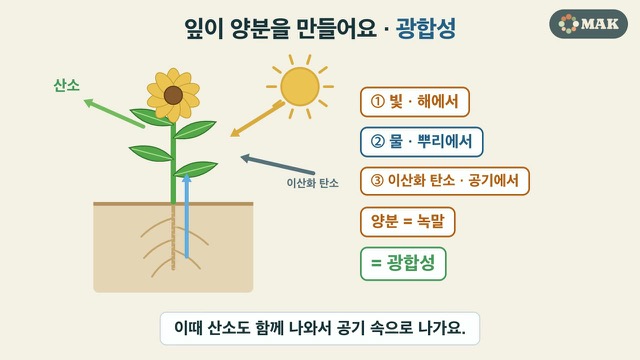 잎이 양분을 만들어요 · 광합성
MAK
산소
이산화 탄소
① 빛 · 해에서
② 물 · 뿌리에서
③ 이산화 탄소 · 공기에서
양분 = 녹말
= 광합성
이때 산소도 함께 나와서 공기 속으로 나가요.